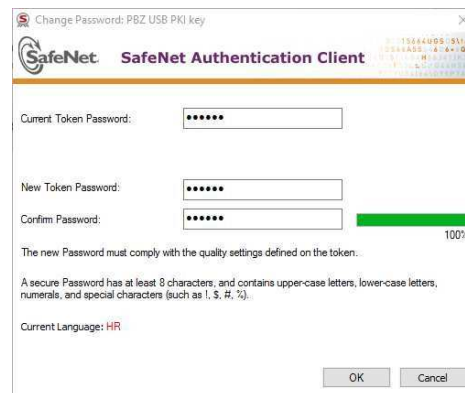 Change Password: PBZ USB PKI key
SafeNet. SafeNet Authentication Client
Current Token Password: ••••••
New Token Password: ••••••
Confirm Password: ••••••
100%
The new Password must comply with the quality settings defined on the token.
A secure Password has at least 8 characters, and contains upper-case letters, lower-case letters,
numerals, and special characters (such as !, $, #, %).
Current Language: HR
OK Cancel